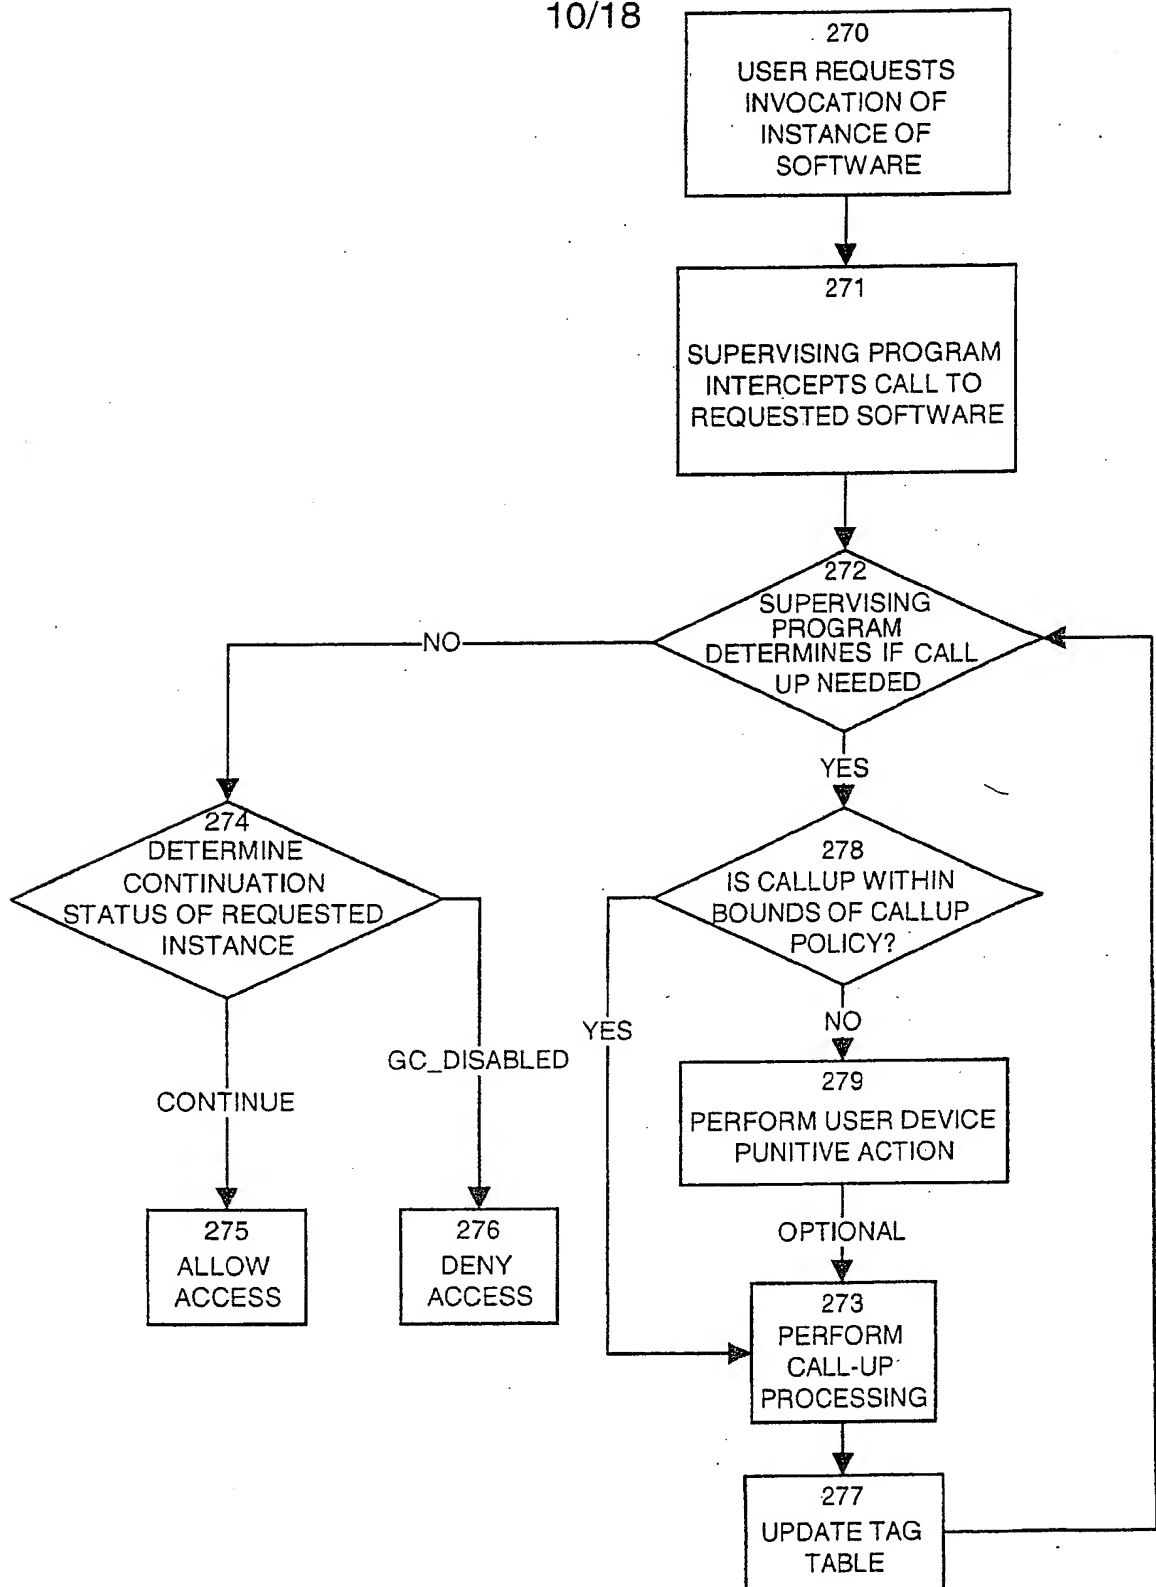 10/18
270
USER REQUESTS
INVOCATION OF
INSTANCE OF
SOFTWARE
271
SUPERVISING PROGRAM
INTERCEPTS CALL TO
REQUESTED SOFTWARE
272
SUPERVISING
PROGRAM
DETERMINES IF CALL
UP NEEDED
NO
YES
274
DETERMINE
CONTINUATION
STATUS OF REQUESTED
INSTANCE
278
IS CALLUP WITHIN
BOUNDS OF CALLUP
POLICY?
YES
NO
GC_DISABLED
CONTINUE
279
PERFORM USER DEVICE
PUNITIVE ACTION
OPTIONAL
275
ALLOW
ACCESS
276
DENY
ACCESS
273
PERFORM
CALL-UP
PROCESSING
277
UPDATE TAG
TABLE